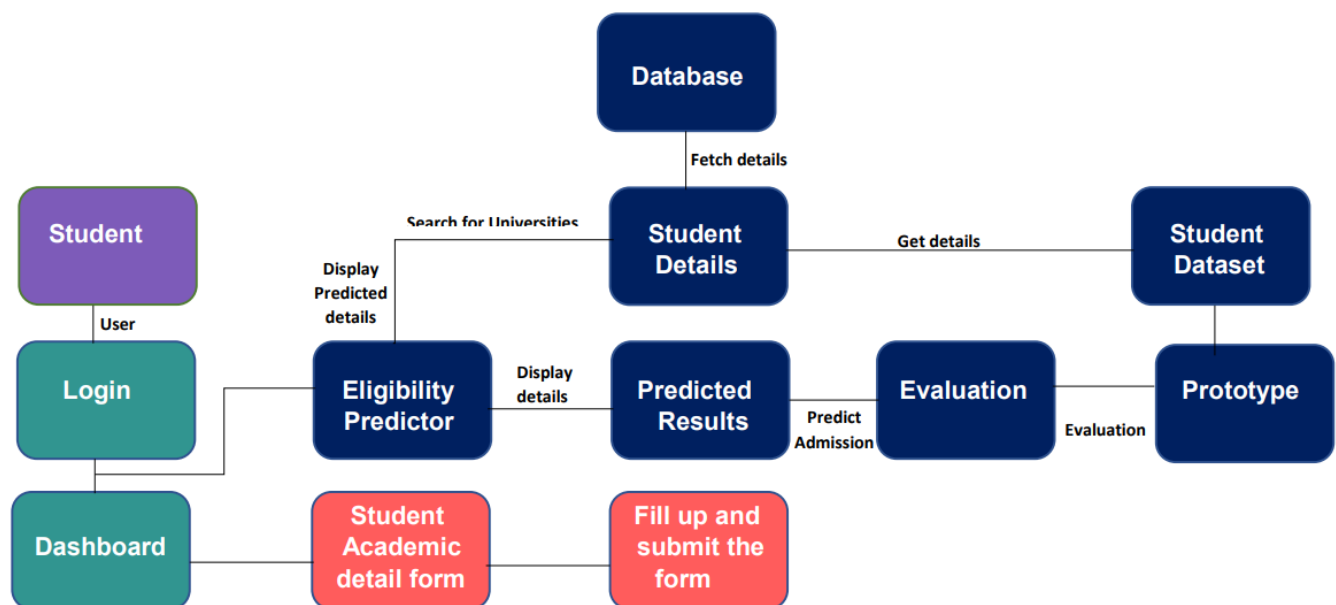 Database
Fetch details
Student
Search for Universities
Student
Details
Get details
Student
Dataset
Display
Predicted
details
User
Login
Eligibility
Predictor
Display
details
Predicted
Results
Predict
Admission
Evaluation
Evaluation
Prototype
Dashboard
Student
Academic
detail form
Fill up and
submit the
form